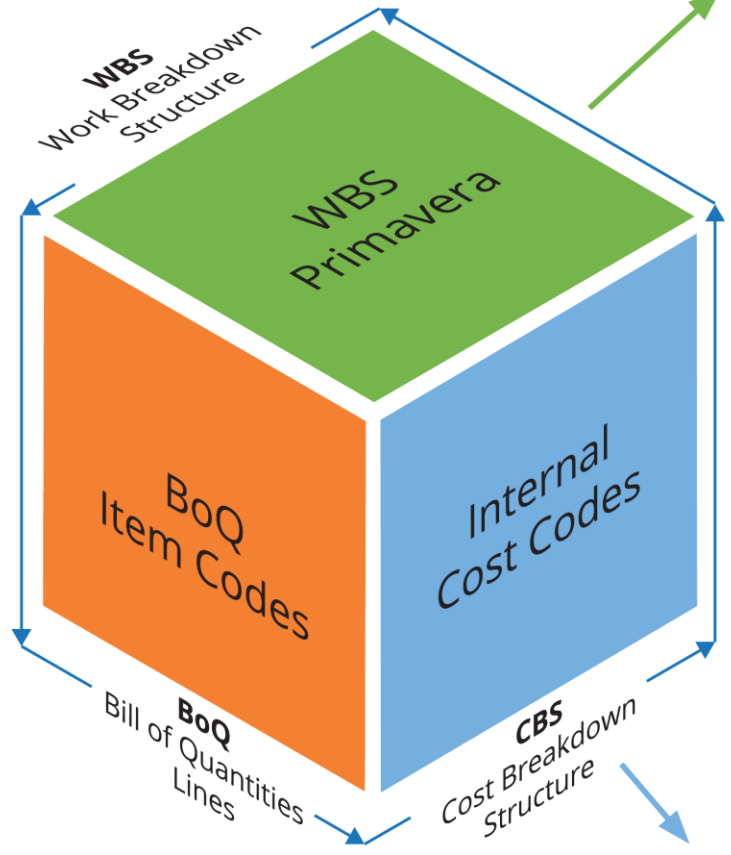 WBS
Work Breakdown
Structure
WBS
Primavera
BoQ
Item Codes
Internal
Cost Codes
BoQ
Bill of Quantities
Lines
CBS
Cost Breakdown
Structure